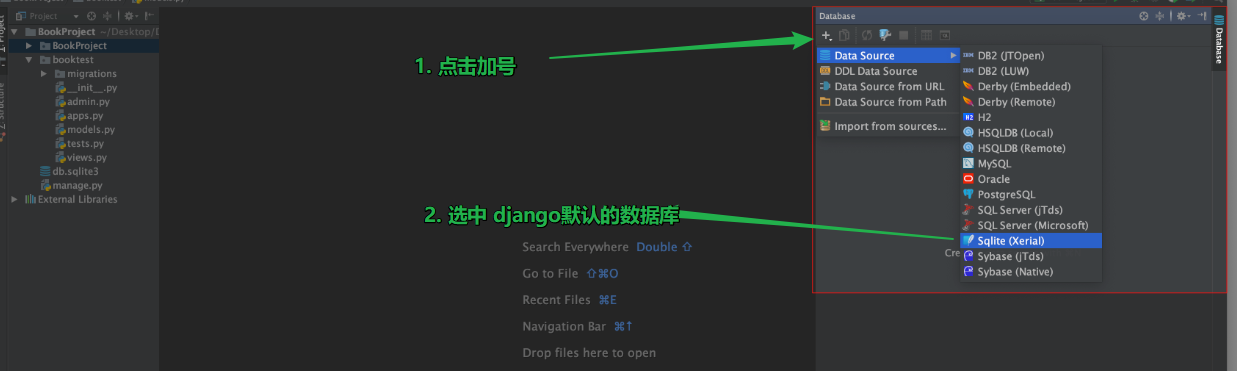 Project
BookProject ~/Desktop/
BookProject
booktest
migrations
__init__.py
admin.py
apps.py
models.py
tests.py
views.py
db.sqlite3
manage.py
External Libraries
1. 点击加号
2. 选中 django默认的数据库
Search Everywhere Double ⇧
Go to File ⇧⌘O
Recent Files ⌘E
Navigation Bar ⌘↑
Drop files here to open
Database
Data Source
DDL Data Source
Data Source from URL
Data Source from Path
Import from sources...
DB2 (JTOpen)
DB2 (LUW)
Derby (Embedded)
Derby (Remote)
H2
HSQLDB (Local)
HSQLDB (Remote)
MySQL
Oracle
PostgreSQL
SQL Server (jTds)
SQL Server (Microsoft)
Sqlite (Xerial)
Sybase (jTds)
Sybase (Native)
Cre
Database